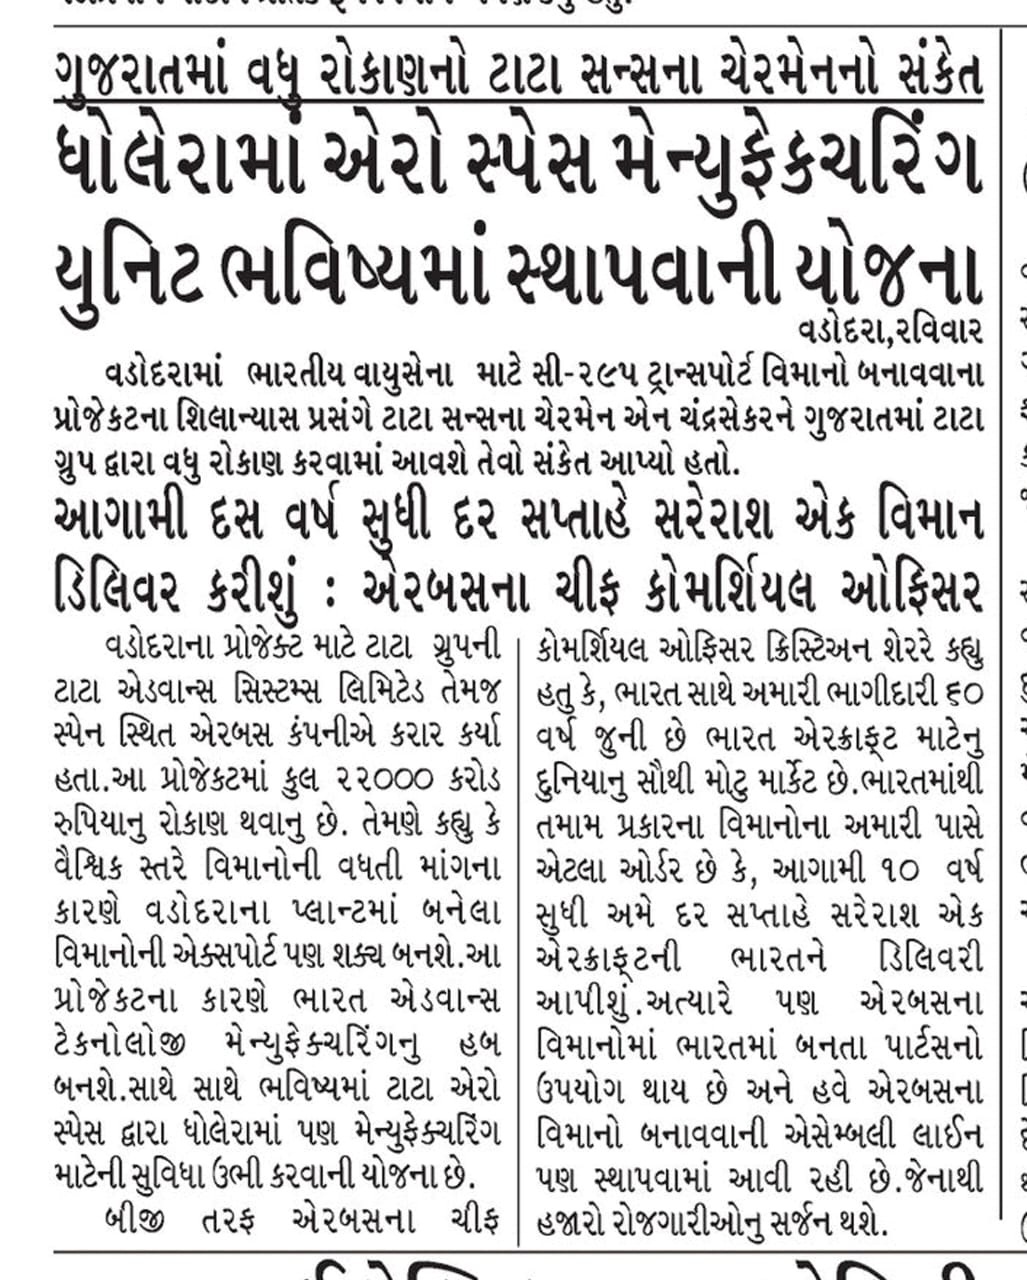 ગુજરાતમાં વધુ રોકાણનો ટાટા સન્સના ચેરમેનનો સંકેત
ધોલેરામાં એરો સ્પેસ મેન્યુફેકચરિંગ
યુનિટ ભવિષ્યમાં સ્થાપવાની યોજના
વડોદરા,રવિવાર
વડોદરામાં ભારતીય વાયુસેના માટે સી-૨૯૫ ટ્રાન્સપોર્ટ વિમાનો બનાવવાના
પ્રોજેકટના શિલાન્યાસ પ્રસંગે ટાટા સન્સના ચેરમેન એન ચંદ્રસેકરને ગુજરાતમાં ટાટા
ગ્રુપ દ્વારા વધુ રોકાણ કરવામાં આવશે તેવો સંકેત આપ્યો હતો.
આગામી દસ વર્ષ સુધી દર સપ્તાહે સરેરાશ એક વિમાન
ડિલિવર કરીશું : એરબસના ચીફ કોમર્શિયલ ઓફિસર
વડોદરાના પ્રોજેક્ટ માટે ટાટા ગ્રુપની
ટાટા એડવાન્સ સિસ્ટમ્સ લિમિટેડ તેમજ
સ્પેન સ્થિત એરબસ કંપનીએ કરાર કર્યા
હતા.આ પ્રોજેકટમાં કુલ ૨૨૦૦૦ કરોડ
રુપિયાનુ રોકાણ થવાનુ છે. તેમણે કહ્યુ કે
વૈશ્વિક સ્તરે વિમાનોની વધતી માંગના
કારણે વડોદરાના પ્લાન્ટમાં બનેલા
વિમાનોની એક્સપોર્ટ પણ શક્ય બનશે.આ
પ્રોજેકટના કારણે ભારત એડવાન્સ
ટેકનોલોજી મેન્યુફેક્ચરિંગનુ હબ
બનશે.સાથે સાથે ભવિષ્યમાં ટાટા એરો
સ્પેસ દ્વારા ધોલેરામાં પણ મેન્યુફેક્ચરિંગ
માટેની સુવિધા ઉભી કરવાની યોજના છે.
બીજી તરફ એરબસના ચીફ
કોમર્શિયલ ઓફિસર ક્રિસ્ટિઅન શેરરે કહ્યુ
હતુ કે, ભારત સાથે અમારી ભાગીદારી ૬૦
વર્ષ જુની છે ભારત એરક્રાફ્ટ માટેનુ
દુનિયાનુ સૌથી મોટુ માર્કેટ છે.ભારતમાંથી
તમામ પ્રકારના વિમાનોના અમારી પાસે
એટલા ઓર્ડર છે કે, આગામી ૧૦ વર્ષ
સુધી અમે દર સપ્તાહે સરેરાશ એક
એરક્રાફ્ટની ભારતને ડિલિવરી
આપીશું.અત્યારે પણ એરબસના
વિમાનોમાં ભારતમાં બનતા પાર્ટસનો
ઉપયોગ થાય છે અને હવે એરબસના
વિમાનો બનાવવાની એસેમ્બલી લાઈન
પણ સ્થાપવામાં આવી રહી છે.જેનાથી
હજારો રોજગારીઓનુ સર્જન થશે.